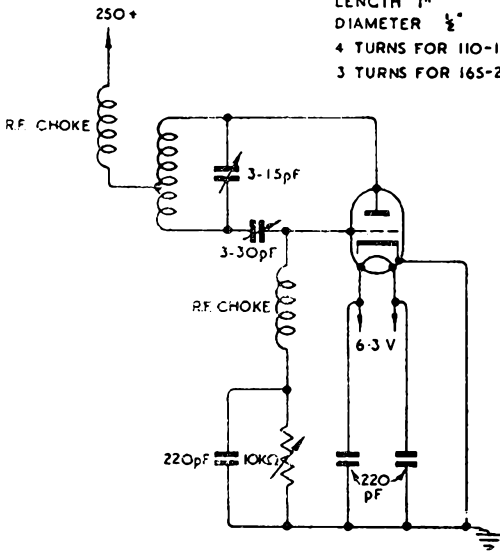 LENGTH 1"
DIAMETER ½"
4 TURNS FOR 110-1
3 TURNS FOR 165-2
250+
R.F. CHOKE
3-15pF
3-30pF
R.F. CHOKE
6·3 V
220pF
10KΩ
220
pF